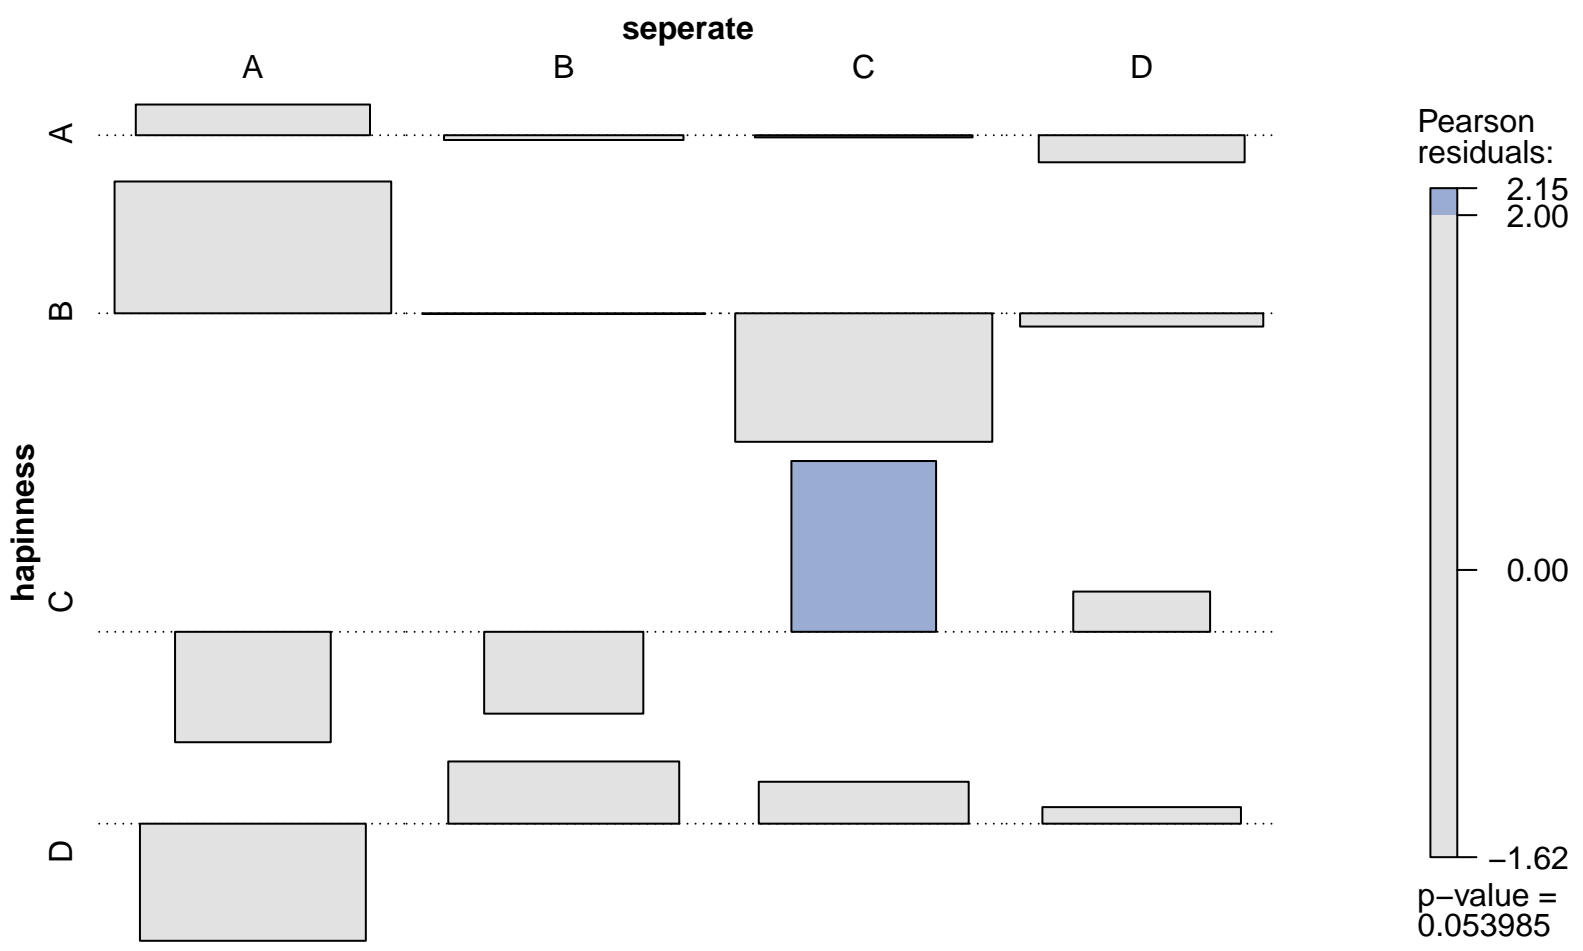 seperate
A B C D
A
B
C
D
hapinness
Pearson
residuals:
2.15
2.00
0.00
−1.62
p−value =
0.053985